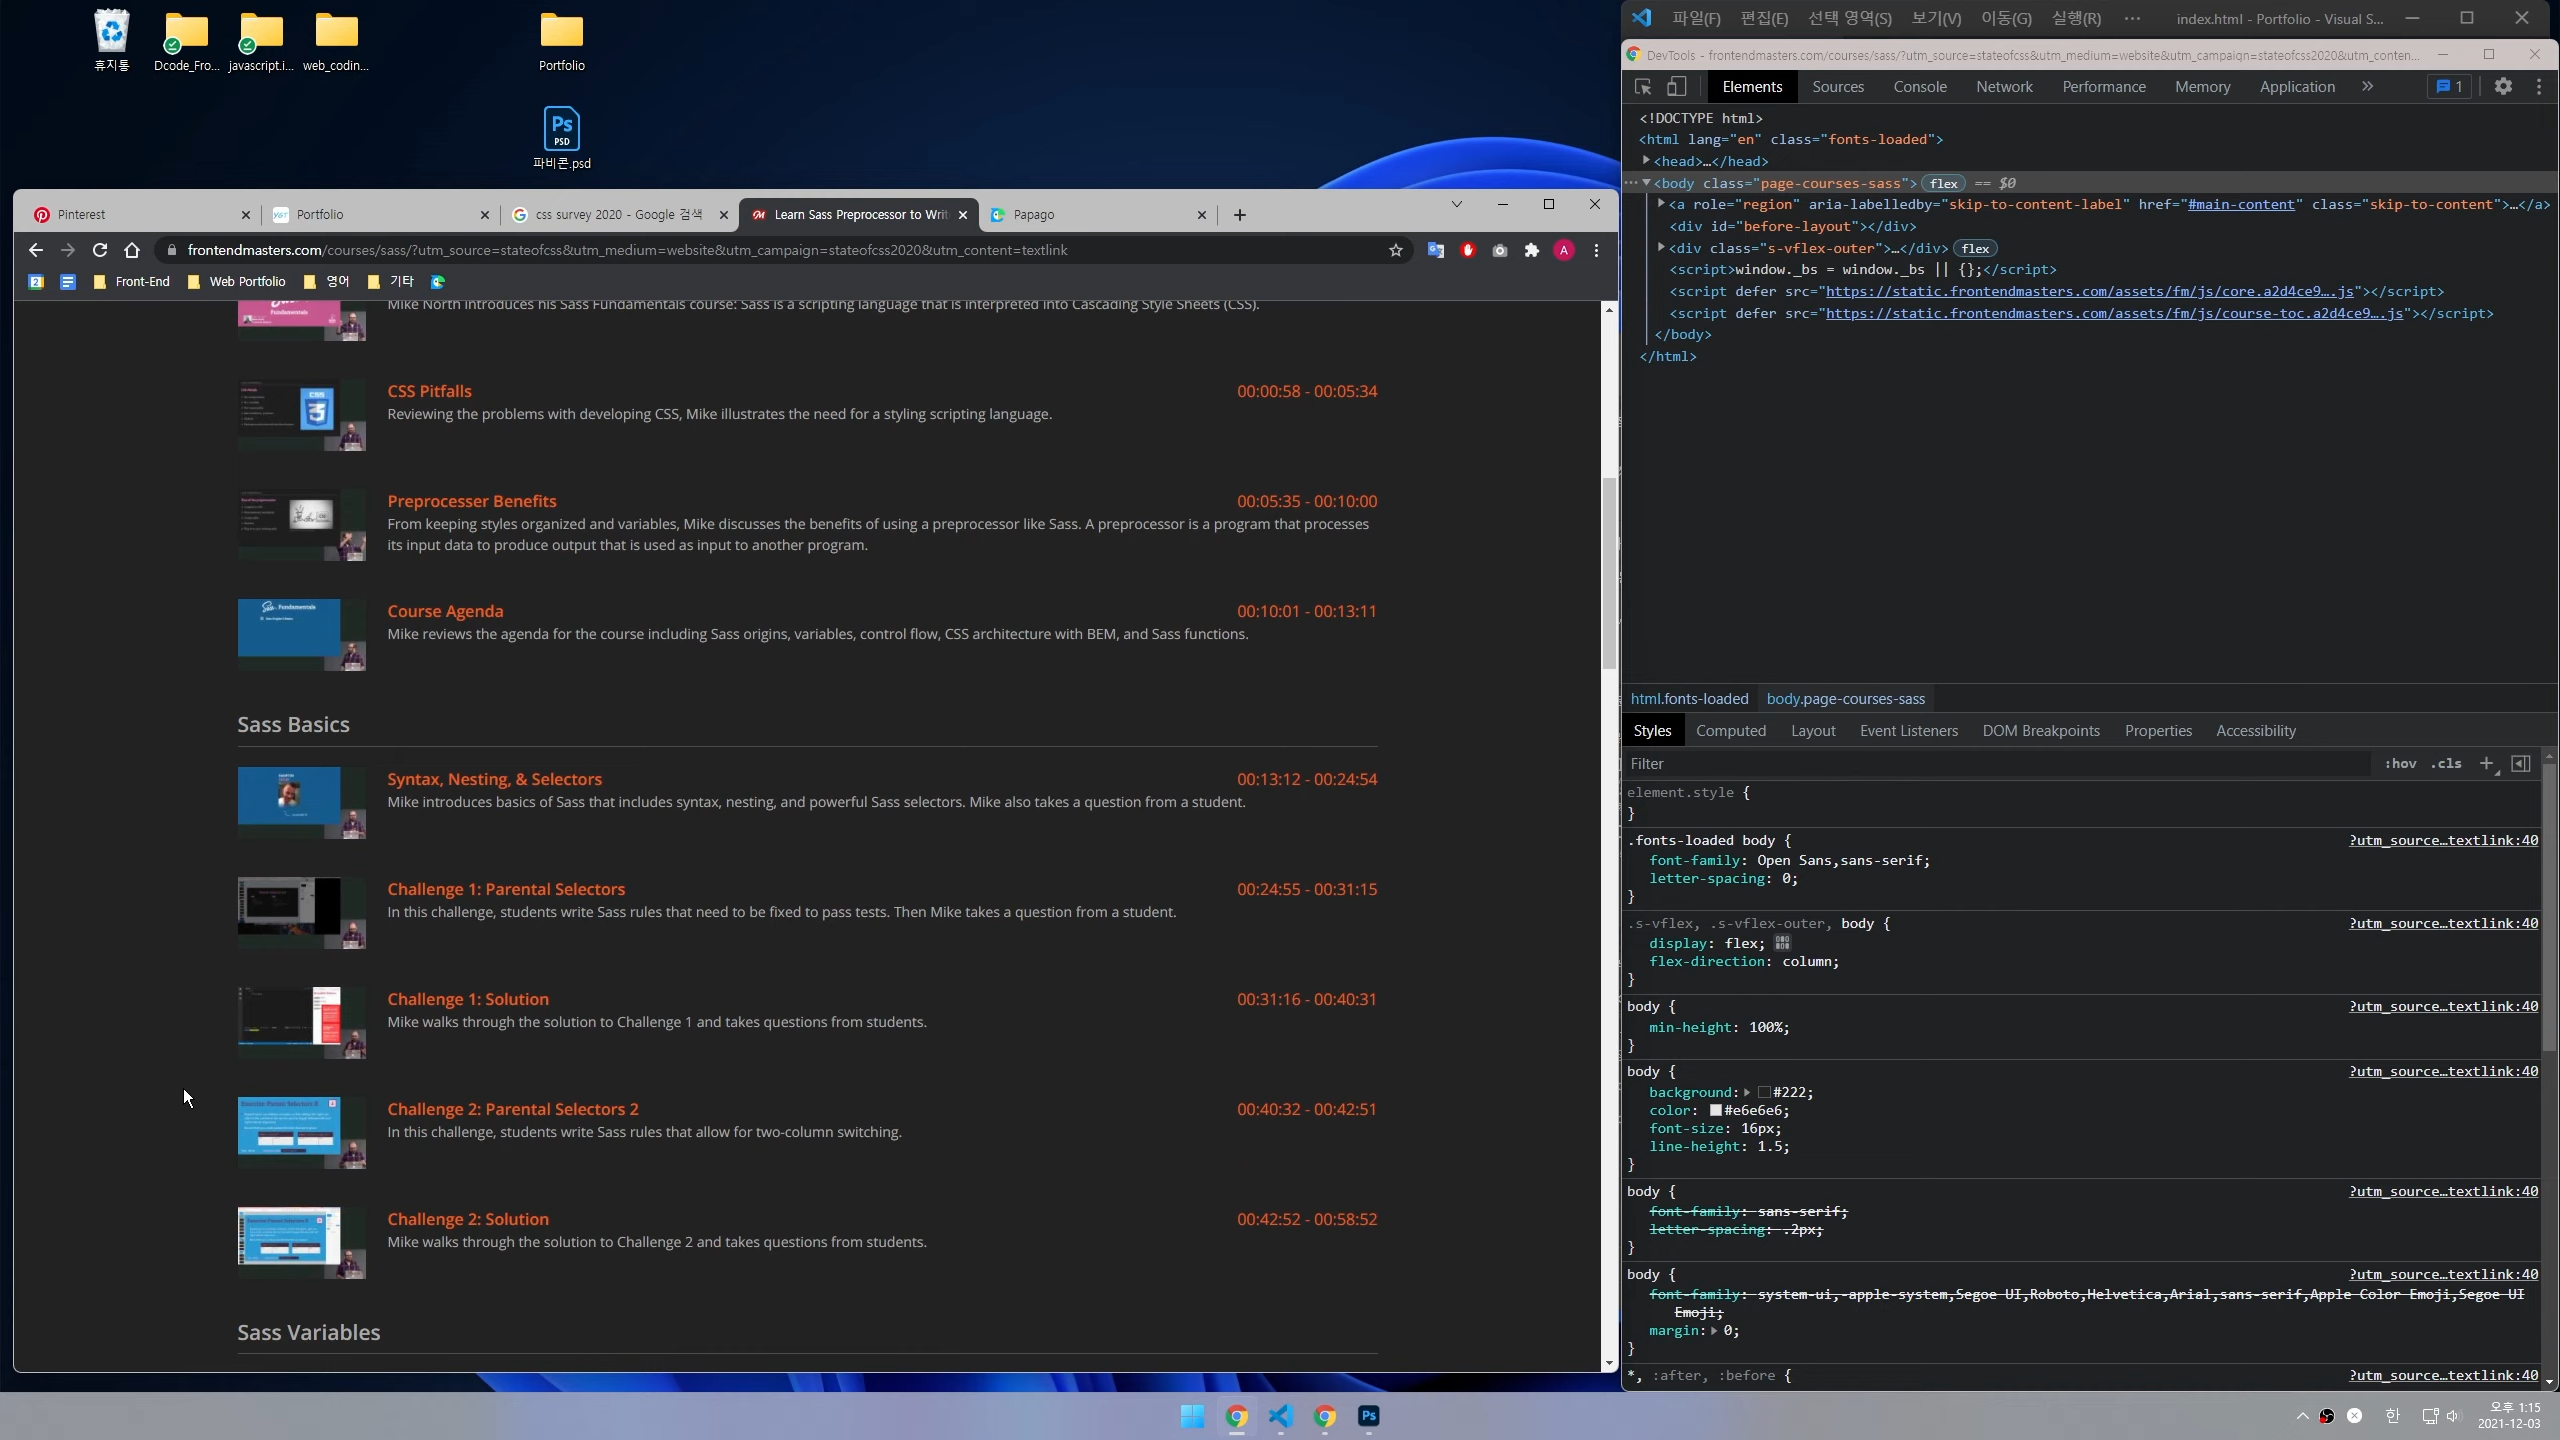 휴지통
Dcode_Fro...
javascript.i...
web_codin...
Portfolio
Ps
PSD
파비콘.psd
파일(F) 편집(E) 선택 영역(S) 보기(V) 이동(G) 실행(R) ··· index.html - Portfolio - Visual S...
DevTools - frontendmasters.com/courses/sass/?utm_source=stateofcss&utm_medium=website&utm_campaign=stateofcss2020&utm_conten...
Elements Sources Console Network Performance Memory Application » 1
<!DOCTYPE html>
<html lang="en" class="fonts-loaded">
<head>…</head>
<body class="page-courses-sass"> flex == $0
<a role="region" aria-labelledby="skip-to-content-label" href="#main-content" class="skip-to-content">…</a>
<div id="before-layout"></div>
<div class="s-vflex-outer">…</div> flex
<script>window._bs = window._bs || {};</script>
<script defer src="https://static.frontendmasters.com/assets/fm/js/core.a2d4ce9….js"></script>
<script defer src="https://static.frontendmasters.com/assets/fm/js/course-toc.a2d4ce9….js"></script>
</body>
</html>
html.fonts-loaded body.page-courses-sass
Styles Computed Layout Event Listeners DOM Breakpoints Properties Accessibility
Filter :hov .cls +
element.style {
}
.fonts-loaded body { ?utm_source…textlink:40
font-family: Open Sans,sans-serif;
letter-spacing: 0;
}
.s-vflex, .s-vflex-outer, body { ?utm_source…textlink:40
display: flex;
flex-direction: column;
}
body { ?utm_source…textlink:40
min-height: 100%;
}
body { ?utm_source…textlink:40
background: #222;
color: #e6e6e6;
font-size: 16px;
line-height: 1.5;
}
body { ?utm_source…textlink:40
font-family: sans-serif;
letter-spacing: .2px;
}
body { ?utm_source…textlink:40
font-family: system-ui,-apple-system,Segoe UI,Roboto,Helvetica,Arial,sans-serif,Apple Color Emoji,Segoe UI
Emoji;
margin: 0;
}
*, :after, :before { ?utm_source…textlink:40
Pinterest Portfolio css survey 2020 - Google 검색 Learn Sass Preprocessor to Writ Papago
frontendmasters.com/courses/sass/?utm_source=stateofcss&utm_medium=website&utm_campaign=stateofcss2020&utm_content=textlink
Front-End Web Portfolio 영어 기타
Mike North introduces his Sass Fundamentals course: Sass is a scripting language that is interpreted into Cascading Style Sheets (CSS).
CSS Pitfalls 00:00:58 - 00:05:34
Reviewing the problems with developing CSS, Mike illustrates the need for a styling scripting language.
Preprocesser Benefits 00:05:35 - 00:10:00
From keeping styles organized and variables, Mike discusses the benefits of using a preprocessor like Sass. A preprocessor is a program that processes
its input data to produce output that is used as input to another program.
Course Agenda 00:10:01 - 00:13:11
Mike reviews the agenda for the course including Sass origins, variables, control flow, CSS architecture with BEM, and Sass functions.
Sass Basics
Syntax, Nesting, & Selectors 00:13:12 - 00:24:54
Mike introduces basics of Sass that includes syntax, nesting, and powerful Sass selectors. Mike also takes a question from a student.
Challenge 1: Parental Selectors 00:24:55 - 00:31:15
In this challenge, students write Sass rules that need to be fixed to pass tests. Then Mike takes a question from a student.
Challenge 1: Solution 00:31:16 - 00:40:31
Mike walks through the solution to Challenge 1 and takes questions from students.
Challenge 2: Parental Selectors 2 00:40:32 - 00:42:51
In this challenge, students write Sass rules that allow for two-column switching.
Challenge 2: Solution 00:42:52 - 00:58:52
Mike walks through the solution to Challenge 2 and takes questions from students.
Sass Variables
Ps
한
오후 1:15
2021-12-03